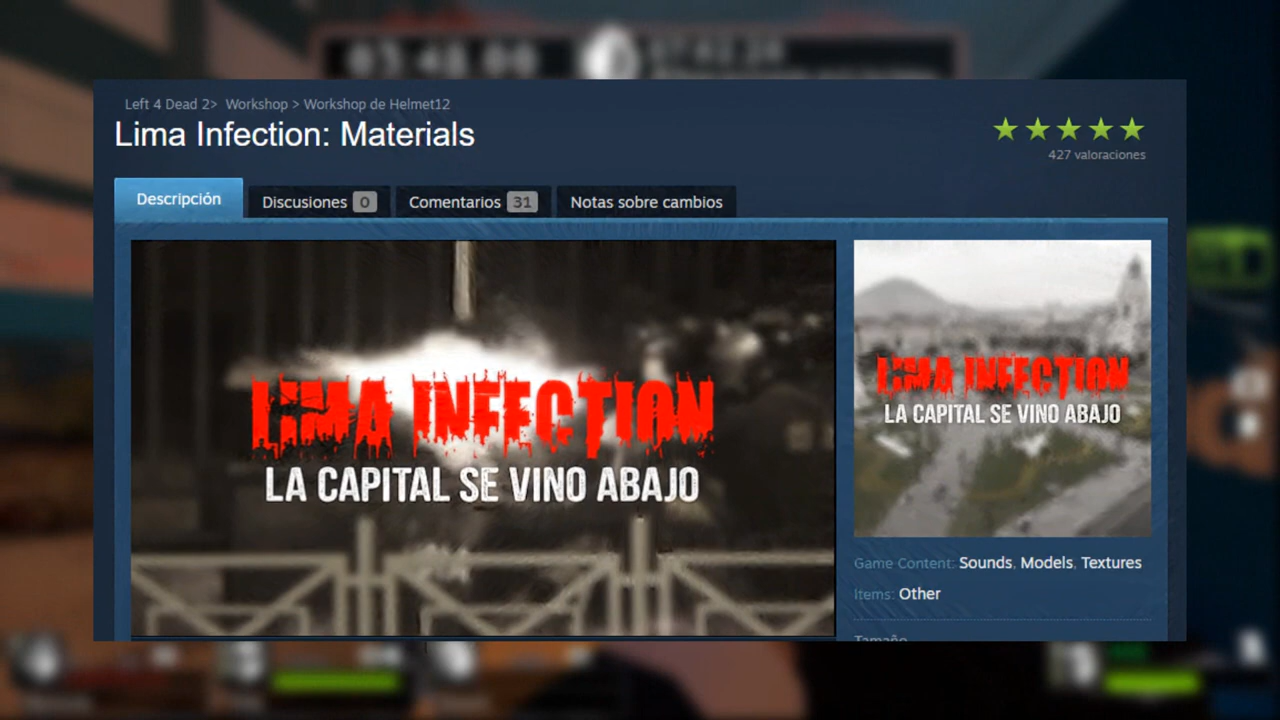 Left 4 Dead 2> Workshop > Workshop de Helmet12
Lima Infection: Materials
427 valoraciones
Descripción
Discusiones 0
Comentarios 31
Notas sobre cambios
LIMA INFECTION
LA CAPITAL SE VINO ABAJO
LIMA INFECTION
LA CAPITAL SE VINO ABAJO
Game Content: Sounds, Models, Textures
Items: Other
Tamaño